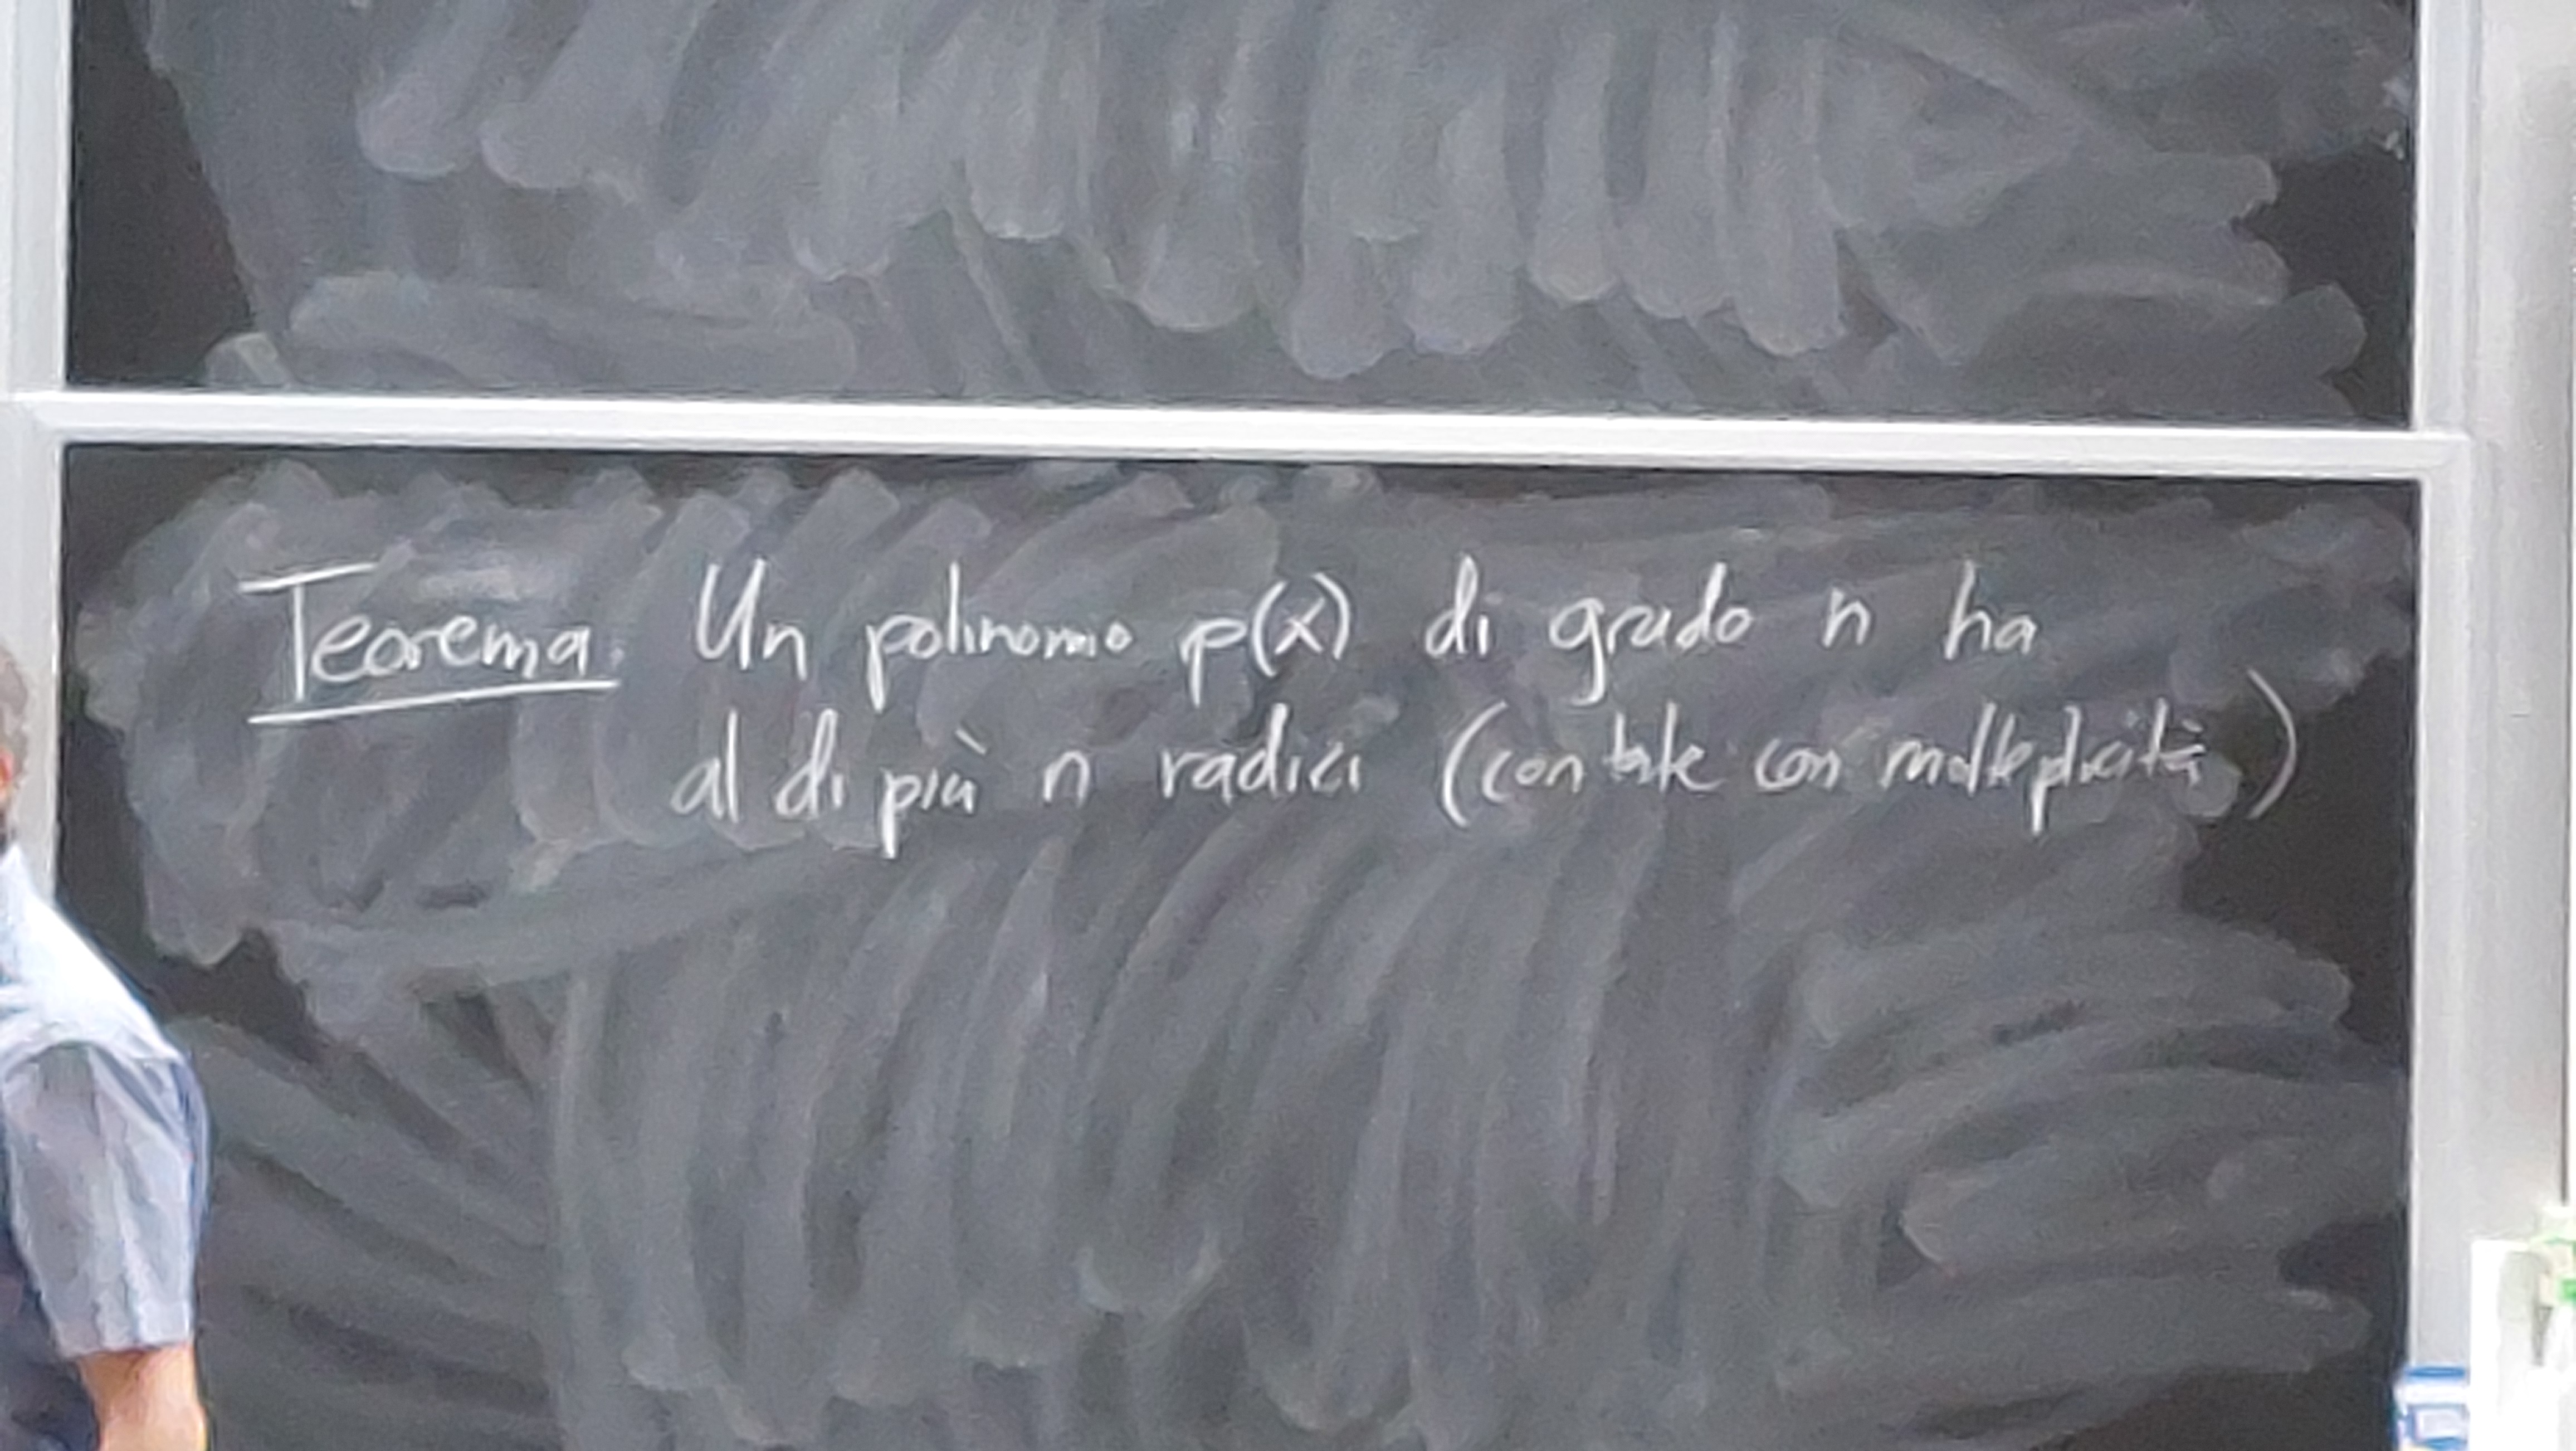 Teorema. Un polinomio p(x) di grado n ha
al di più n radici (contate con molteplicità)